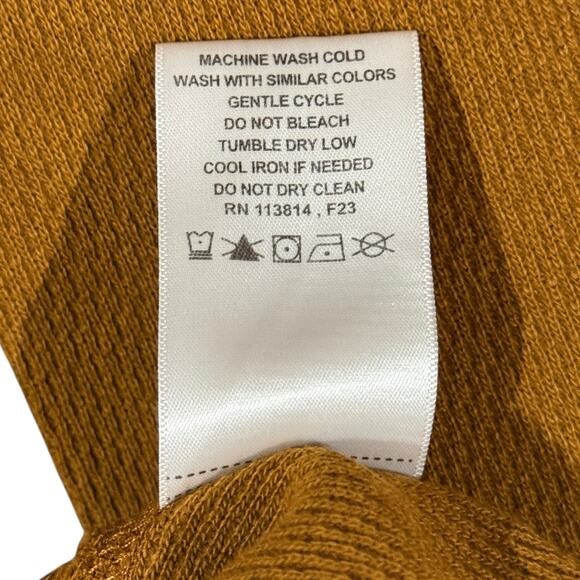 MACHINE WASH COLD
WASH WITH SIMILAR COLORS
GENTLE CYCLE
DO NOT BLEACH
TUMBLE DRY LOW
COOL IRON IF NEEDED
DO NOT DRY CLEAN
RN 113814 , F23